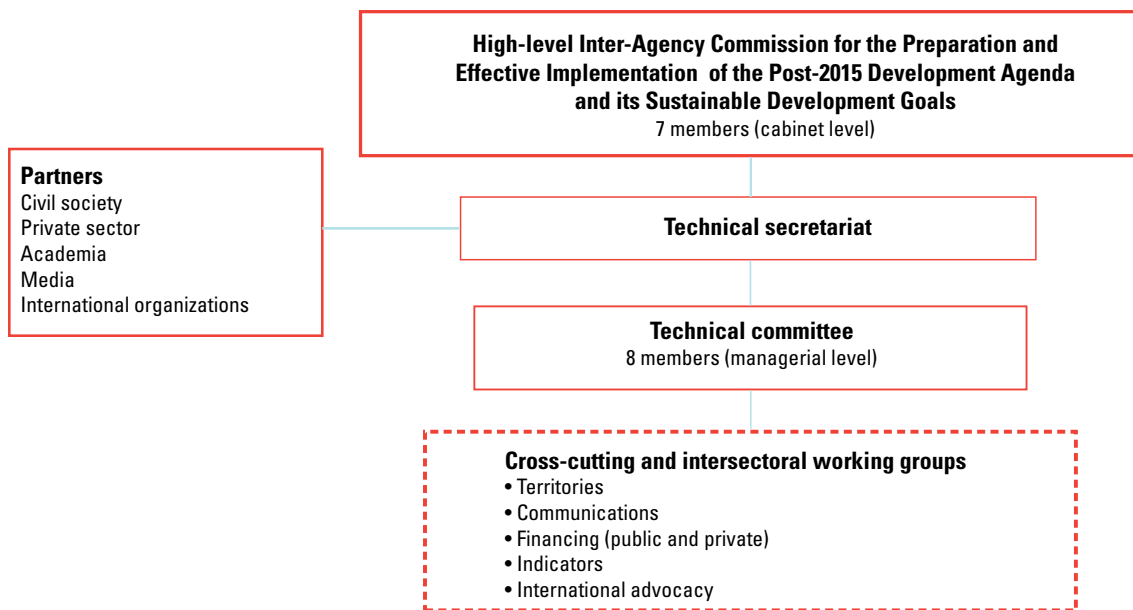 High-level Inter-Agency Commission for the Preparation and
Effective Implementation of the Post-2015 Development Agenda
and its Sustainable Development Goals
7 members (cabinet level)
Partners
Civil society
Private sector
Academia
Media
International organizations
Technical secretariat
Technical committee
8 members (managerial level)
Cross-cutting and intersectoral working groups
• Territories
• Communications
• Financing (public and private)
• Indicators
• International advocacy